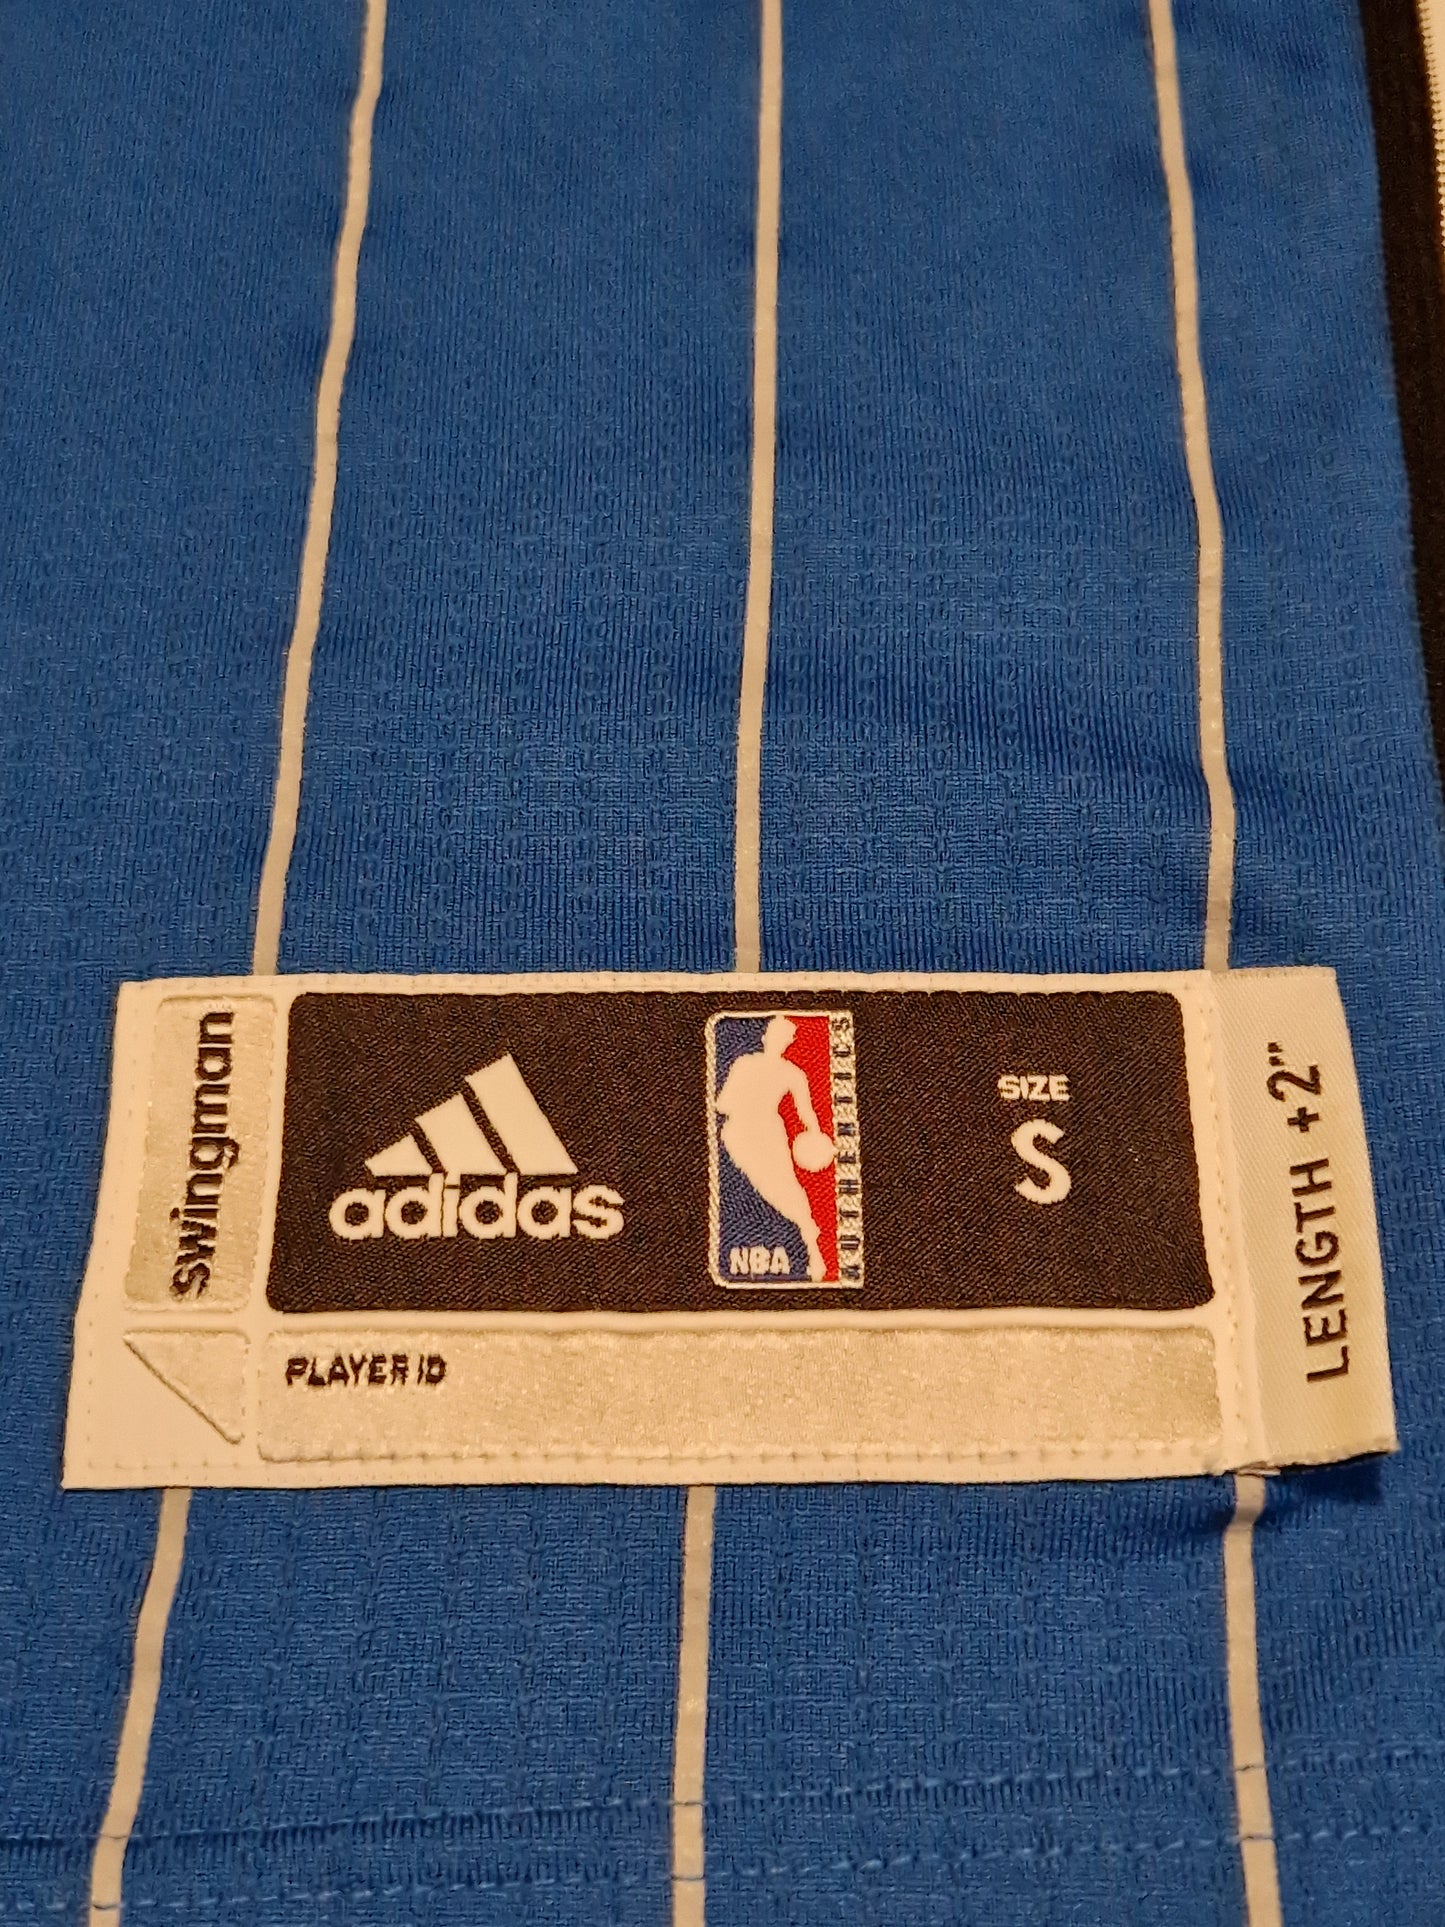 swingman
adidas
NBA
AUTHENTICS
SIZE
S
LENGTH +2"
PLAYER ID